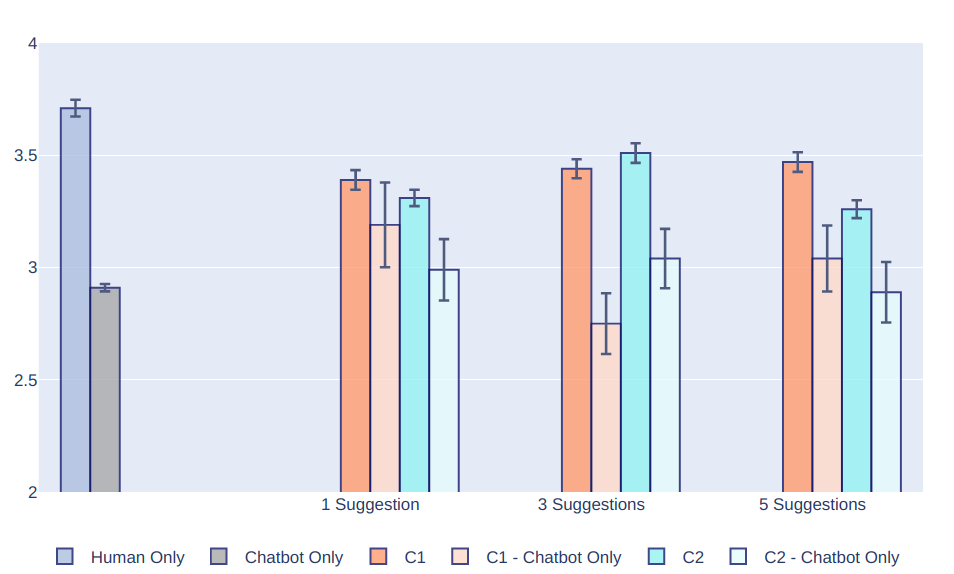 4
3.5
3
2.5
2
1 Suggestion 3 Suggestions 5 Suggestions
Human Only Chatbot Only C1 C1 - Chatbot Only C2 C2 - Chatbot Only